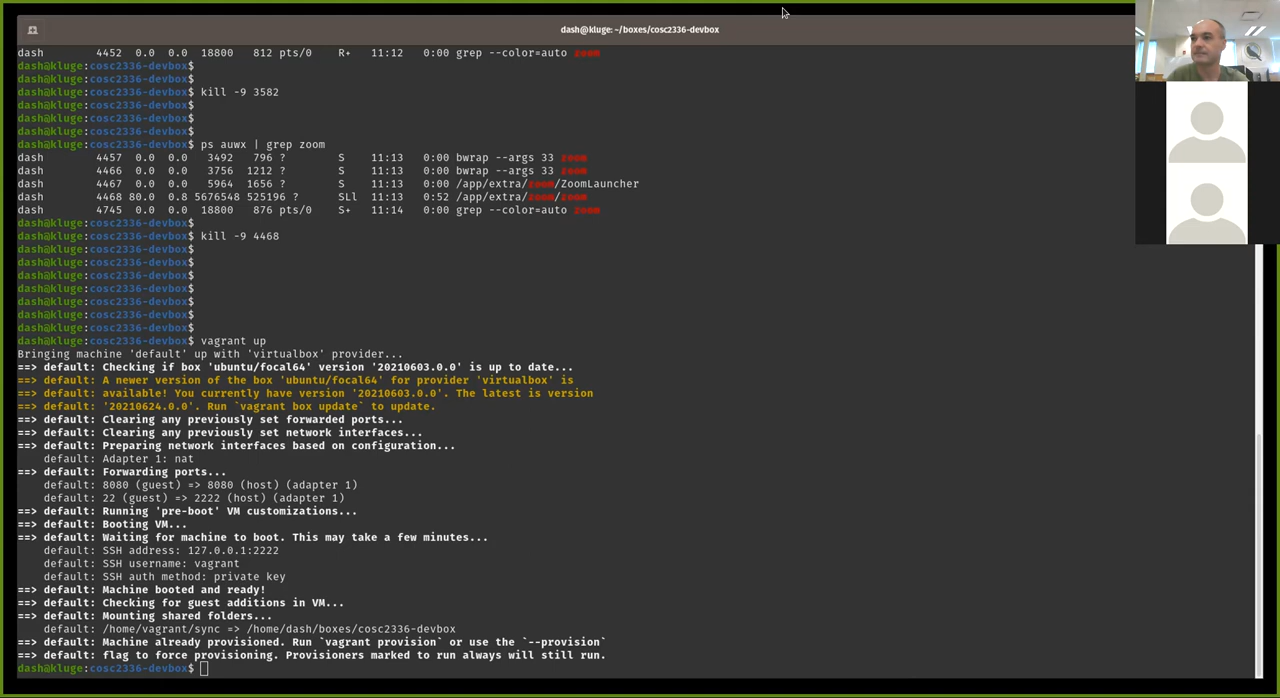 dash@kluge: ~/boxes/cosc2336-devbox
dash 4452 0.0 0.0 18800 812 pts/0 R+ 11:12 0:00 grep --color=auto zoom
dash@kluge:cosc2336-devbox$
dash@kluge:cosc2336-devbox$
dash@kluge:cosc2336-devbox$ kill -9 3582
dash@kluge:cosc2336-devbox$
dash@kluge:cosc2336-devbox$
dash@kluge:cosc2336-devbox$
dash@kluge:cosc2336-devbox$ ps auwx | grep zoom
dash 4457 0.0 0.0 3492 796 ? S 11:13 0:00 bwrap --args 33 zoom
dash 4466 0.0 0.0 3756 1212 ? S 11:13 0:00 bwrap --args 33 zoom
dash 4467 0.0 0.0 5964 1656 ? S 11:13 0:00 /app/extra/zoom/ZoomLauncher
dash 4468 80.0 0.8 5676548 525196 ? SLl 11:13 0:52 /app/extra/zoom/zoom
dash 4745 0.0 0.0 18800 876 pts/0 S+ 11:14 0:00 grep --color=auto zoom
dash@kluge:cosc2336-devbox$
dash@kluge:cosc2336-devbox$ kill -9 4468
dash@kluge:cosc2336-devbox$
dash@kluge:cosc2336-devbox$
dash@kluge:cosc2336-devbox$
dash@kluge:cosc2336-devbox$
dash@kluge:cosc2336-devbox$
dash@kluge:cosc2336-devbox$
dash@kluge:cosc2336-devbox$
dash@kluge:cosc2336-devbox$ vagrant up
Bringing machine 'default' up with 'virtualbox' provider...
==> default: Checking if box 'ubuntu/focal64' version '20210603.0.0' is up to date...
==> default: A newer version of the box 'ubuntu/focal64' for provider 'virtualbox' is
==> default: available! You currently have version '20210603.0.0'. The latest is version
==> default: '20210624.0.0'. Run `vagrant box update` to update.
==> default: Clearing any previously set forwarded ports...
==> default: Clearing any previously set network interfaces...
==> default: Preparing network interfaces based on configuration...
default: Adapter 1: nat
==> default: Forwarding ports...
default: 8080 (guest) => 8080 (host) (adapter 1)
default: 22 (guest) => 2222 (host) (adapter 1)
==> default: Running 'pre-boot' VM customizations...
==> default: Booting VM...
==> default: Waiting for machine to boot. This may take a few minutes...
default: SSH address: 127.0.0.1:2222
default: SSH username: vagrant
default: SSH auth method: private key
==> default: Machine booted and ready!
==> default: Checking for guest additions in VM...
==> default: Mounting shared folders...
default: /home/vagrant/sync => /home/dash/boxes/cosc2336-devbox
==> default: Machine already provisioned. Run `vagrant provision` or use the `--provision`
==> default: flag to force provisioning. Provisioners marked to run always will still run.
dash@kluge:cosc2336-devbox$